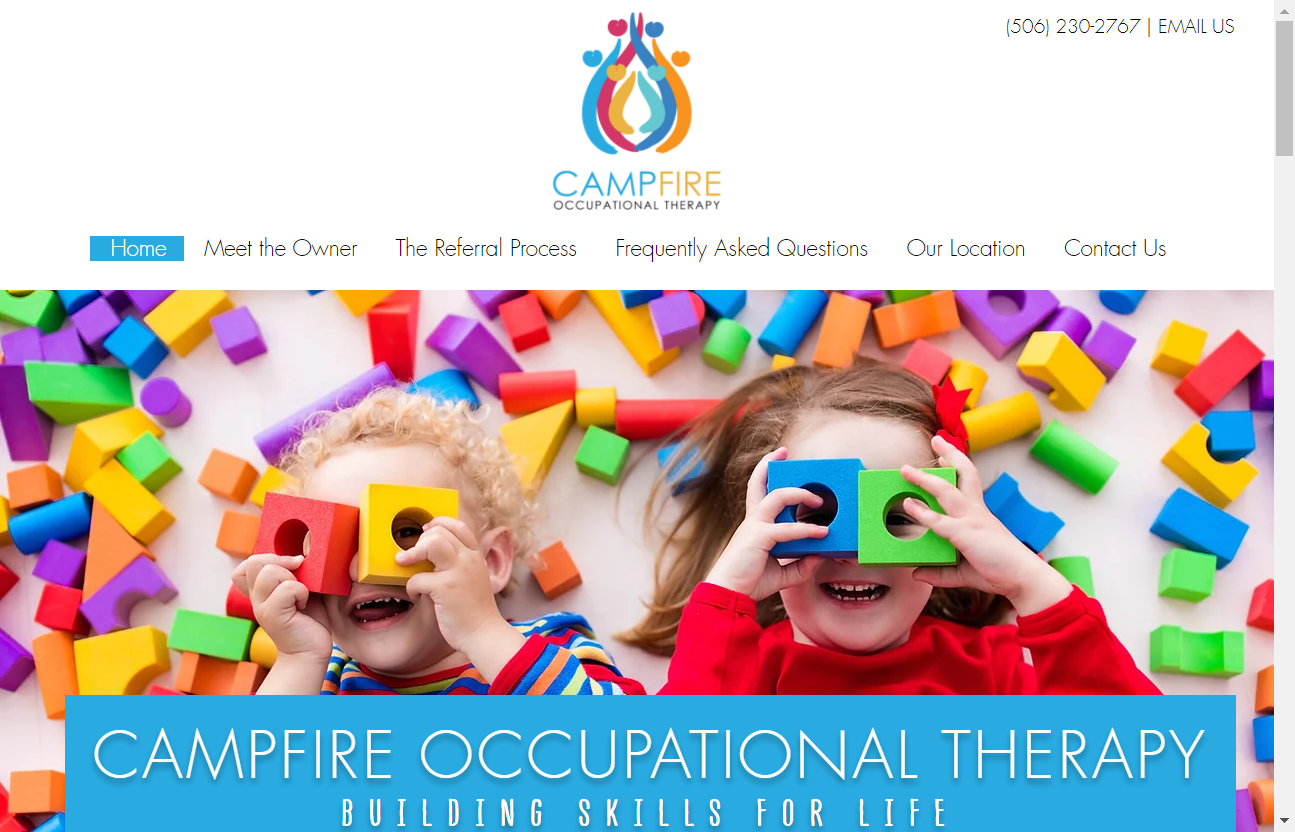 (506) 230-2767 | EMAIL US
CAMPFIRE
OCCUPATIONAL THERAPY
Home Meet the Owner The Referral Process Frequently Asked Questions Our Location Contact Us
CAMPFIRE OCCUPATIONAL THERAPY
BUILDING SKILLS FOR LIFE